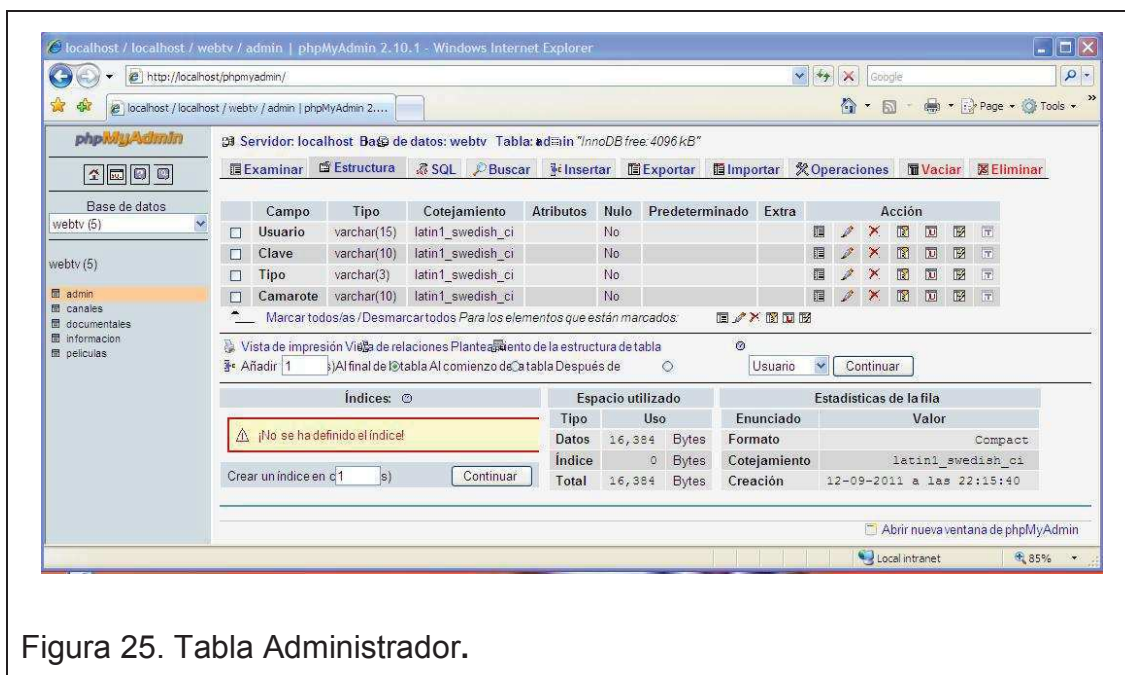 localhost / localhost / webtv / admin | phpMyAdmin 2.10.1 - Windows Internet Explorer
http://localhost/phpmyadmin/
Google
localhost / localhost / webtv / admin | phpMyAdmin 2....
Page
Tools
phpMyAdmin
Servidor: localhost Base de datos: webtv Tabla: admin "InnoDB free: 4096 kB"
Examinar Estructura SQL Buscar Insertar Exportar Importar Operaciones Vaciar Eliminar
Base de datos
webtv (5)
webtv (5)
admin
canales
documentales
informacion
peliculas
Campo Tipo Cotejamiento Atributos Nulo Predeterminado Extra Acción
Usuario varchar(15) latin1_swedish_ci No
Clave varchar(10) latin1_swedish_ci No
Tipo varchar(3) latin1_swedish_ci No
Camarote varchar(10) latin1_swedish_ci No
Marcar todos/as / Desmarcar todos Para los elementos que están marcados:
Vista de impresión Vista de relaciones Planteamiento de la estructura de tabla
Añadir 1 s) Al final de la tabla Al comienzo de la tabla Después de Usuario Continuar
Índices:
¡No se ha definido el índice!
Crear un índice en c 1 s) Continuar
Espacio utilizado
Tipo Uso
Datos 16,384 Bytes
Índice 0 Bytes
Total 16,384 Bytes
Estadísticas de la fila
Enunciado Valor
Formato Compact
Cotejamiento latin1_swedish_ci
Creación 12-09-2011 a las 22:15:40
Abrir nueva ventana de phpMyAdmin
Local intranet
85%
Figura 25. Tabla Administrador.